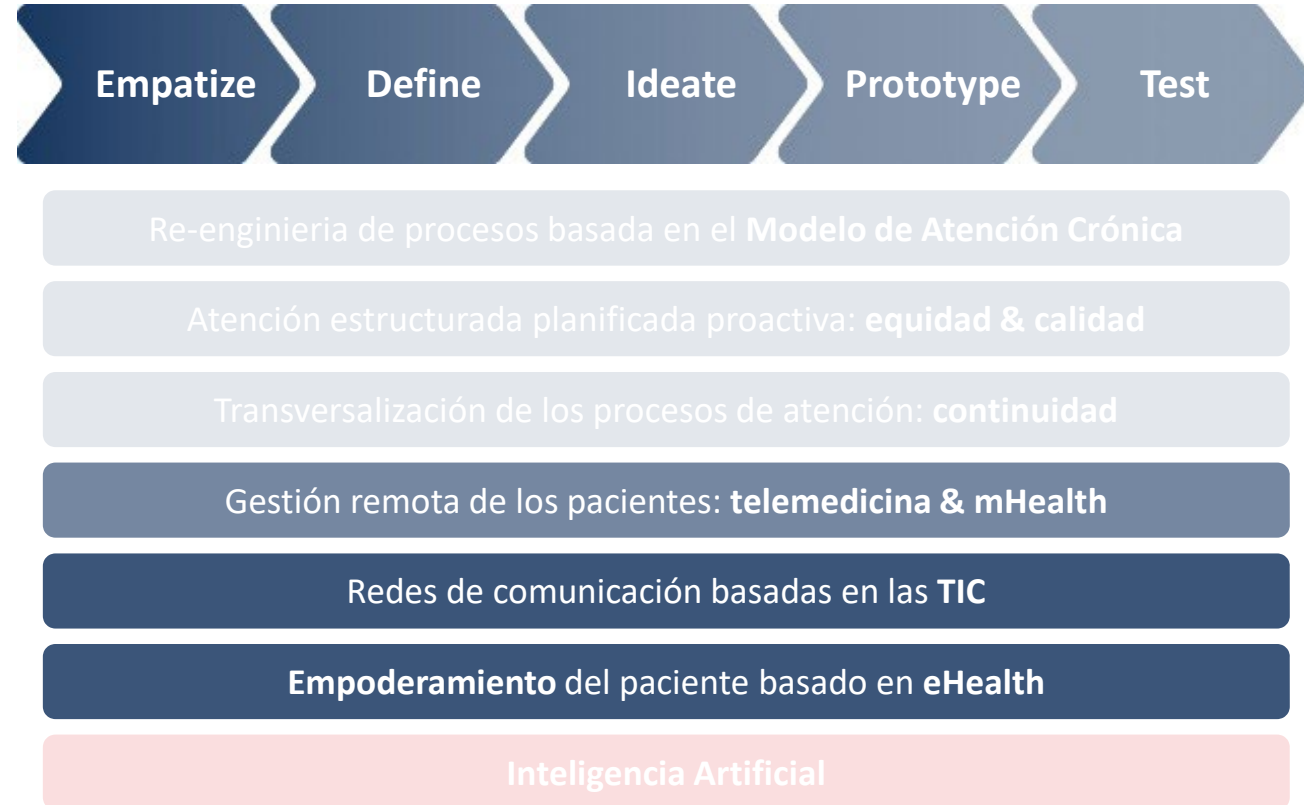 Empatize Define Ideate Prototype Test
Re-enginieria de procesos basada en el Modelo de Atención Crónica
Atención estructurada planificada proactiva: equidad & calidad
Transversalización de los procesos de atención: continuidad
Gestión remota de los pacientes: telemedicina & mHealth
Redes de comunicación basadas en las TIC
Empoderamiento del paciente basado en eHealth
Inteligencia Artificial